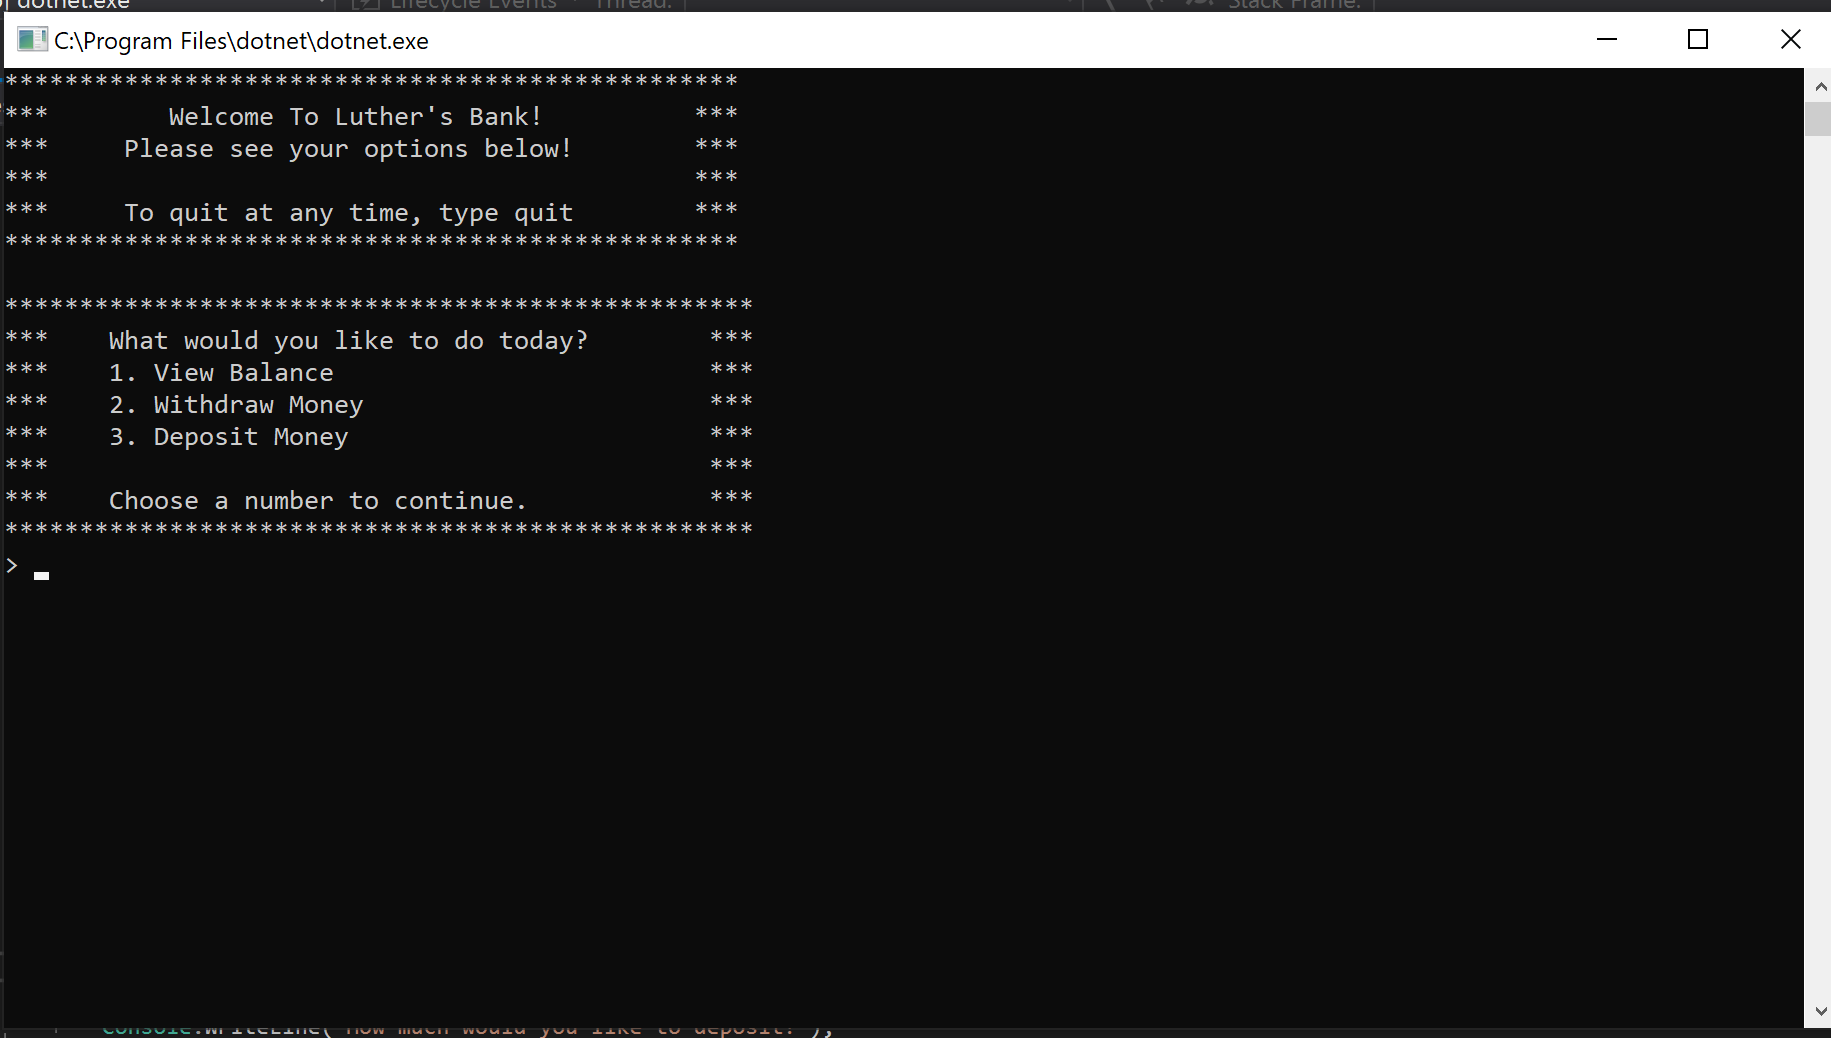 dotnet.exe
Lifecycle Events
Thread:
Stack Frame:
C:\Program Files\dotnet\dotnet.exe
*************************************************
***        Welcome To Luther's Bank!          ***
***     Please see your options below!        ***
***                                           ***
***     To quit at any time, type quit        ***
*************************************************
**************************************************
***    What would you like to do today?        ***
***    1. View Balance                         ***
***    2. Withdraw Money                       ***
***    3. Deposit Money                        ***
***                                            ***
***    Choose a number to continue.            ***
**************************************************
>
Console.WriteLine("How much would you like to deposit?");